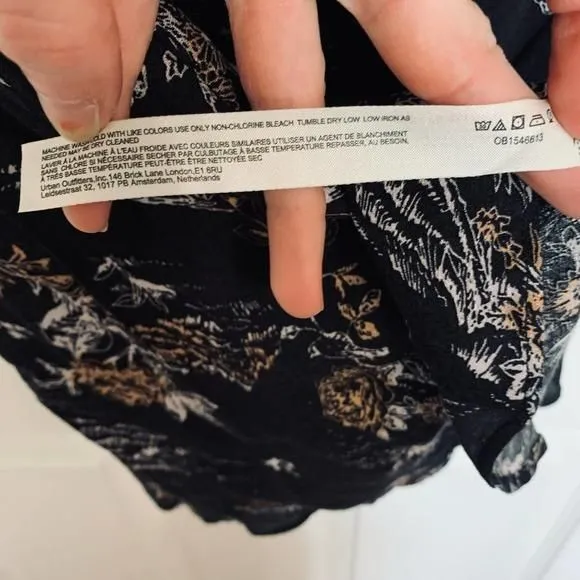 MACHINE WASH COLD WITH LIKE COLORS USE ONLY NON-CHLORINE BLEACH TUMBLE DRY LOW LOW IRON AS
NEEDED MAY BE DRY CLEANED
LAVER À LA MACHINE À L'EAU FROIDE AVEC COULEURS SIMILAIRES UTILISER UN AGENT DE BLANCHIMENT
SANS CHLORE SI NÉCESSAIRE SECHER PAR CULBUTAGE À BASSE TEMPÉRATURE REPASSER, AU BESOIN,
À TRÈS BASSE TEMPÉRATURE PEUT-ÊTRE ÊTRE NETTOYÉE SEC
Urban Outfitters,Inc.146 Brick Lane London,E1 6RU
Leidsestraat 32, 1017 PB Amsterdam, Netherlands
OB1546613